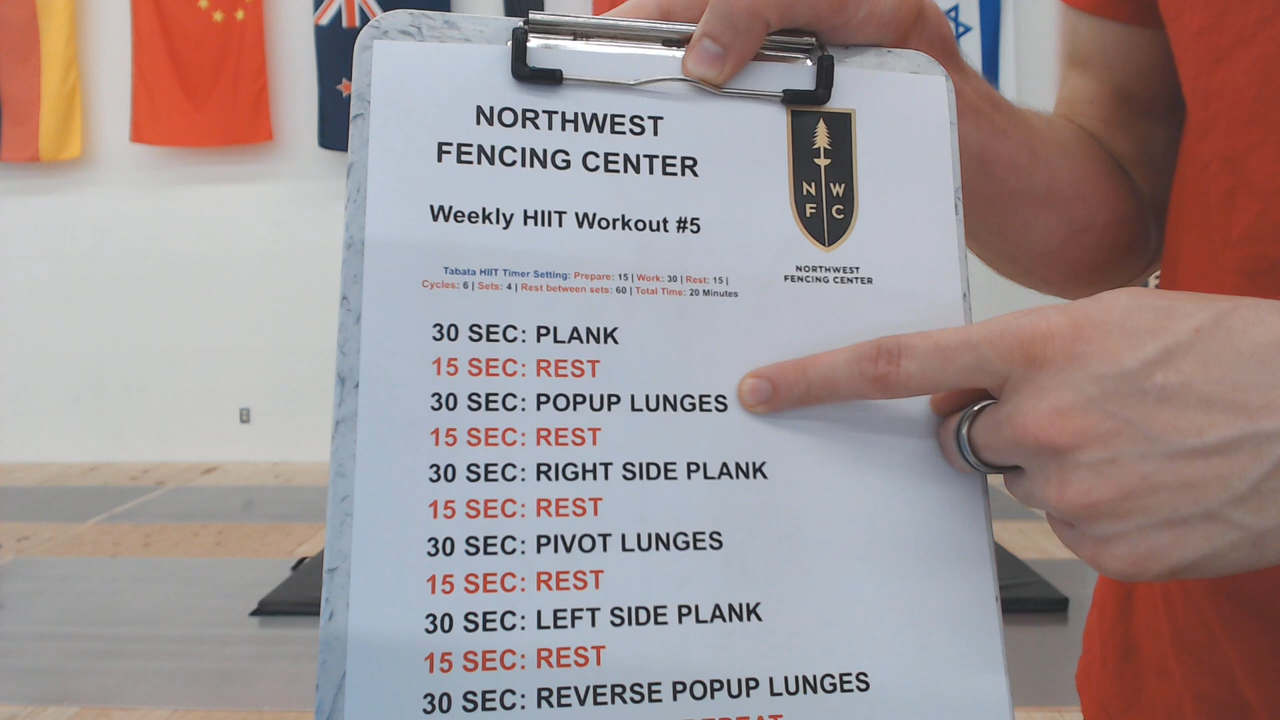 NORTHWEST
FENCING CENTER
Weekly HIIT Workout #5
N W
F C
NORTHWEST
FENCING CENTER
Tabata HIIT Timer Setting: Prepare: 15 | Work: 30 | Rest: 15 |
Cycles: 6 | Sets: 4 | Rest between sets: 60 | Total Time: 20 Minutes
30 SEC: PLANK
15 SEC: REST
30 SEC: POPUP LUNGES
15 SEC: REST
30 SEC: RIGHT SIDE PLANK
15 SEC: REST
30 SEC: PIVOT LUNGES
15 SEC: REST
30 SEC: LEFT SIDE PLANK
15 SEC: REST
30 SEC: REVERSE POPUP LUNGES
REPEAT